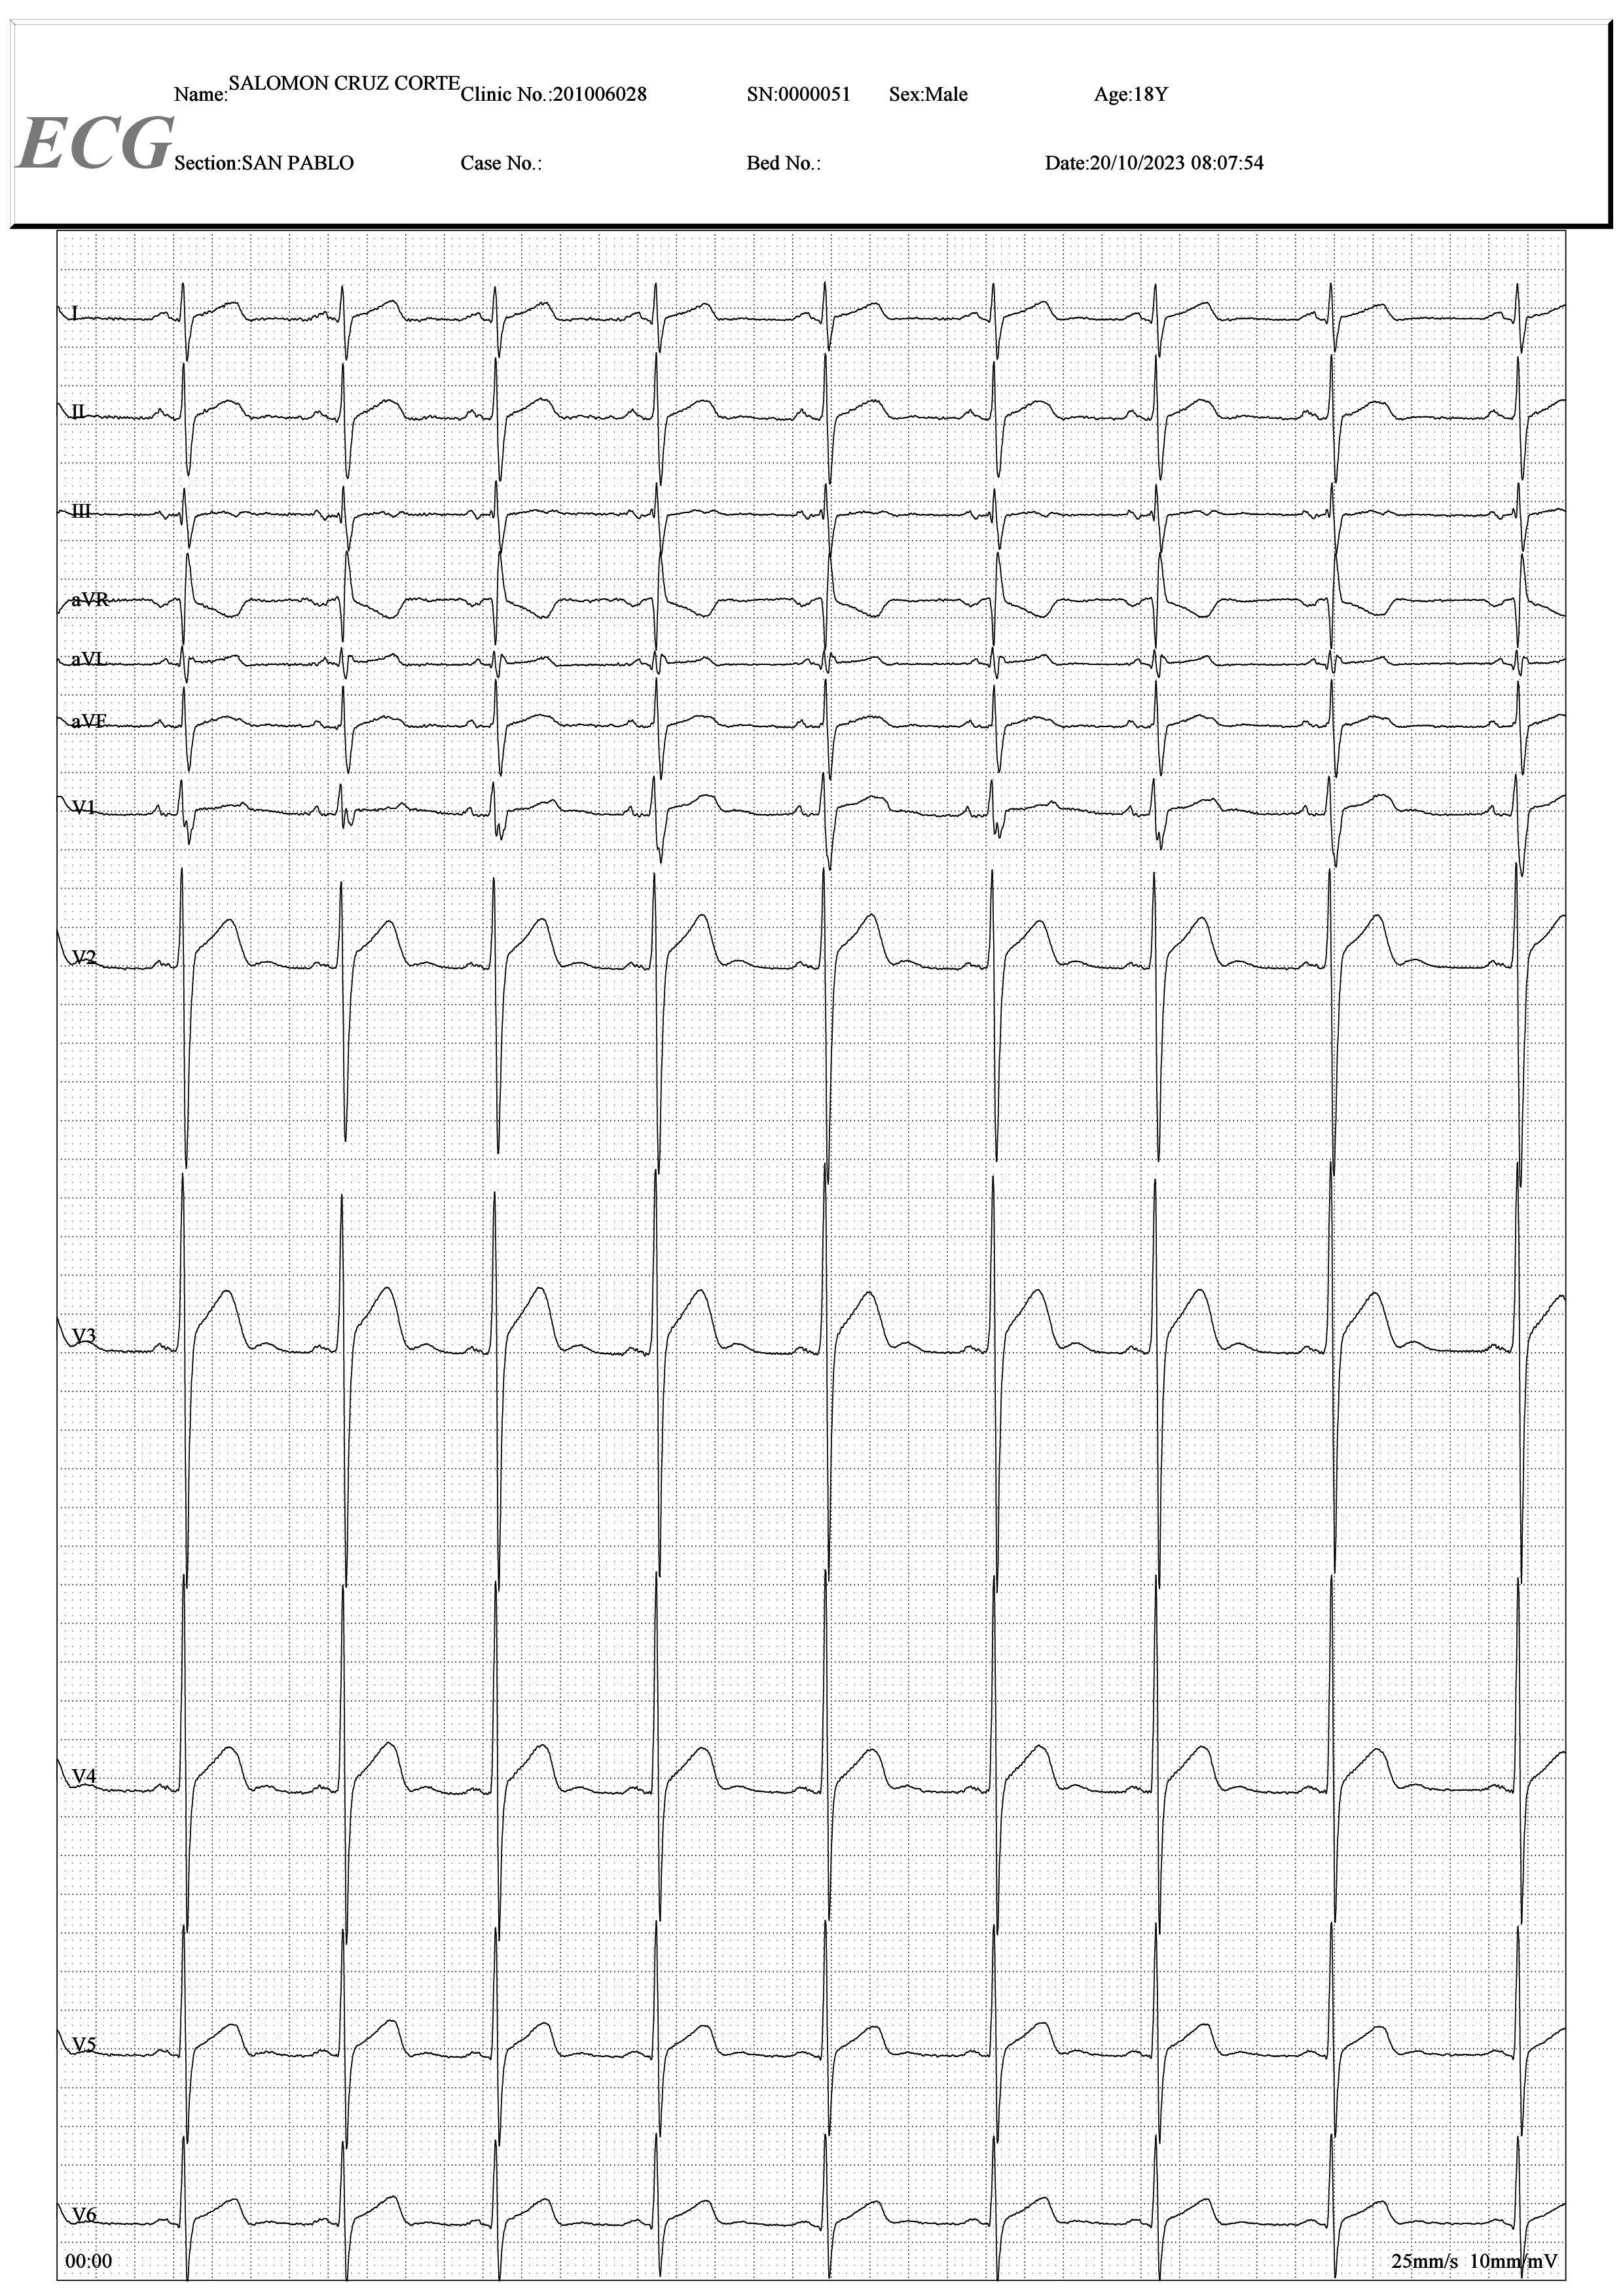 ECG
Name:SALOMON CRUZ CORTE Clinic No.:201006028 SN:0000051 Sex:Male Age:18Y
Section:SAN PABLO Case No.: Bed No.: Date:20/10/2023 08:07:54
I
II
III
aVR
aVL
aVF
V1
V2
V3
V4
V5
V6
00:00 25mm/s 10mm/mV